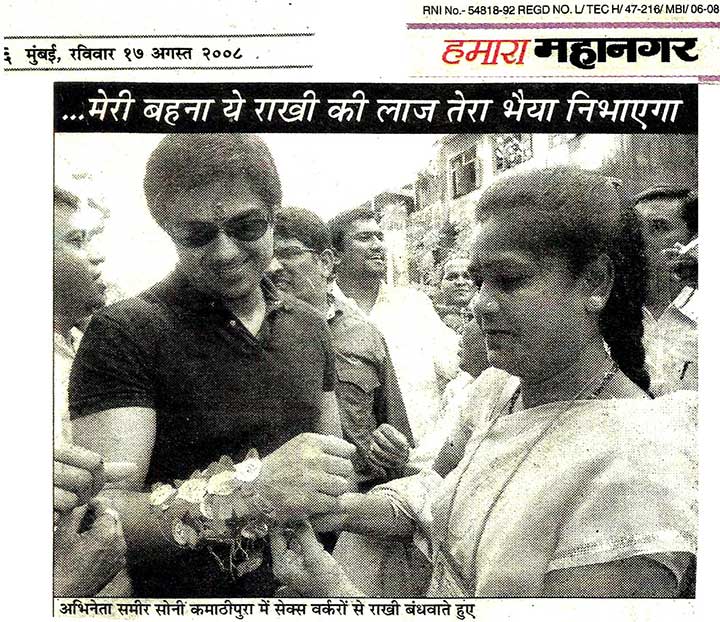 RNI No.- 54818-92 REGD NO. L/TEC H/ 47-216/ MBI/ 06-08
६ मुंबई, रविवार १७ अगस्त २००८
हमारा महानगर
...मेरी बहना ये राखी की लाज तेरा भैया निभाएगा
अभिनेता समीर सोनी कमाठीपुरा में सेक्स वर्करों से राखी बंधवाते हुए